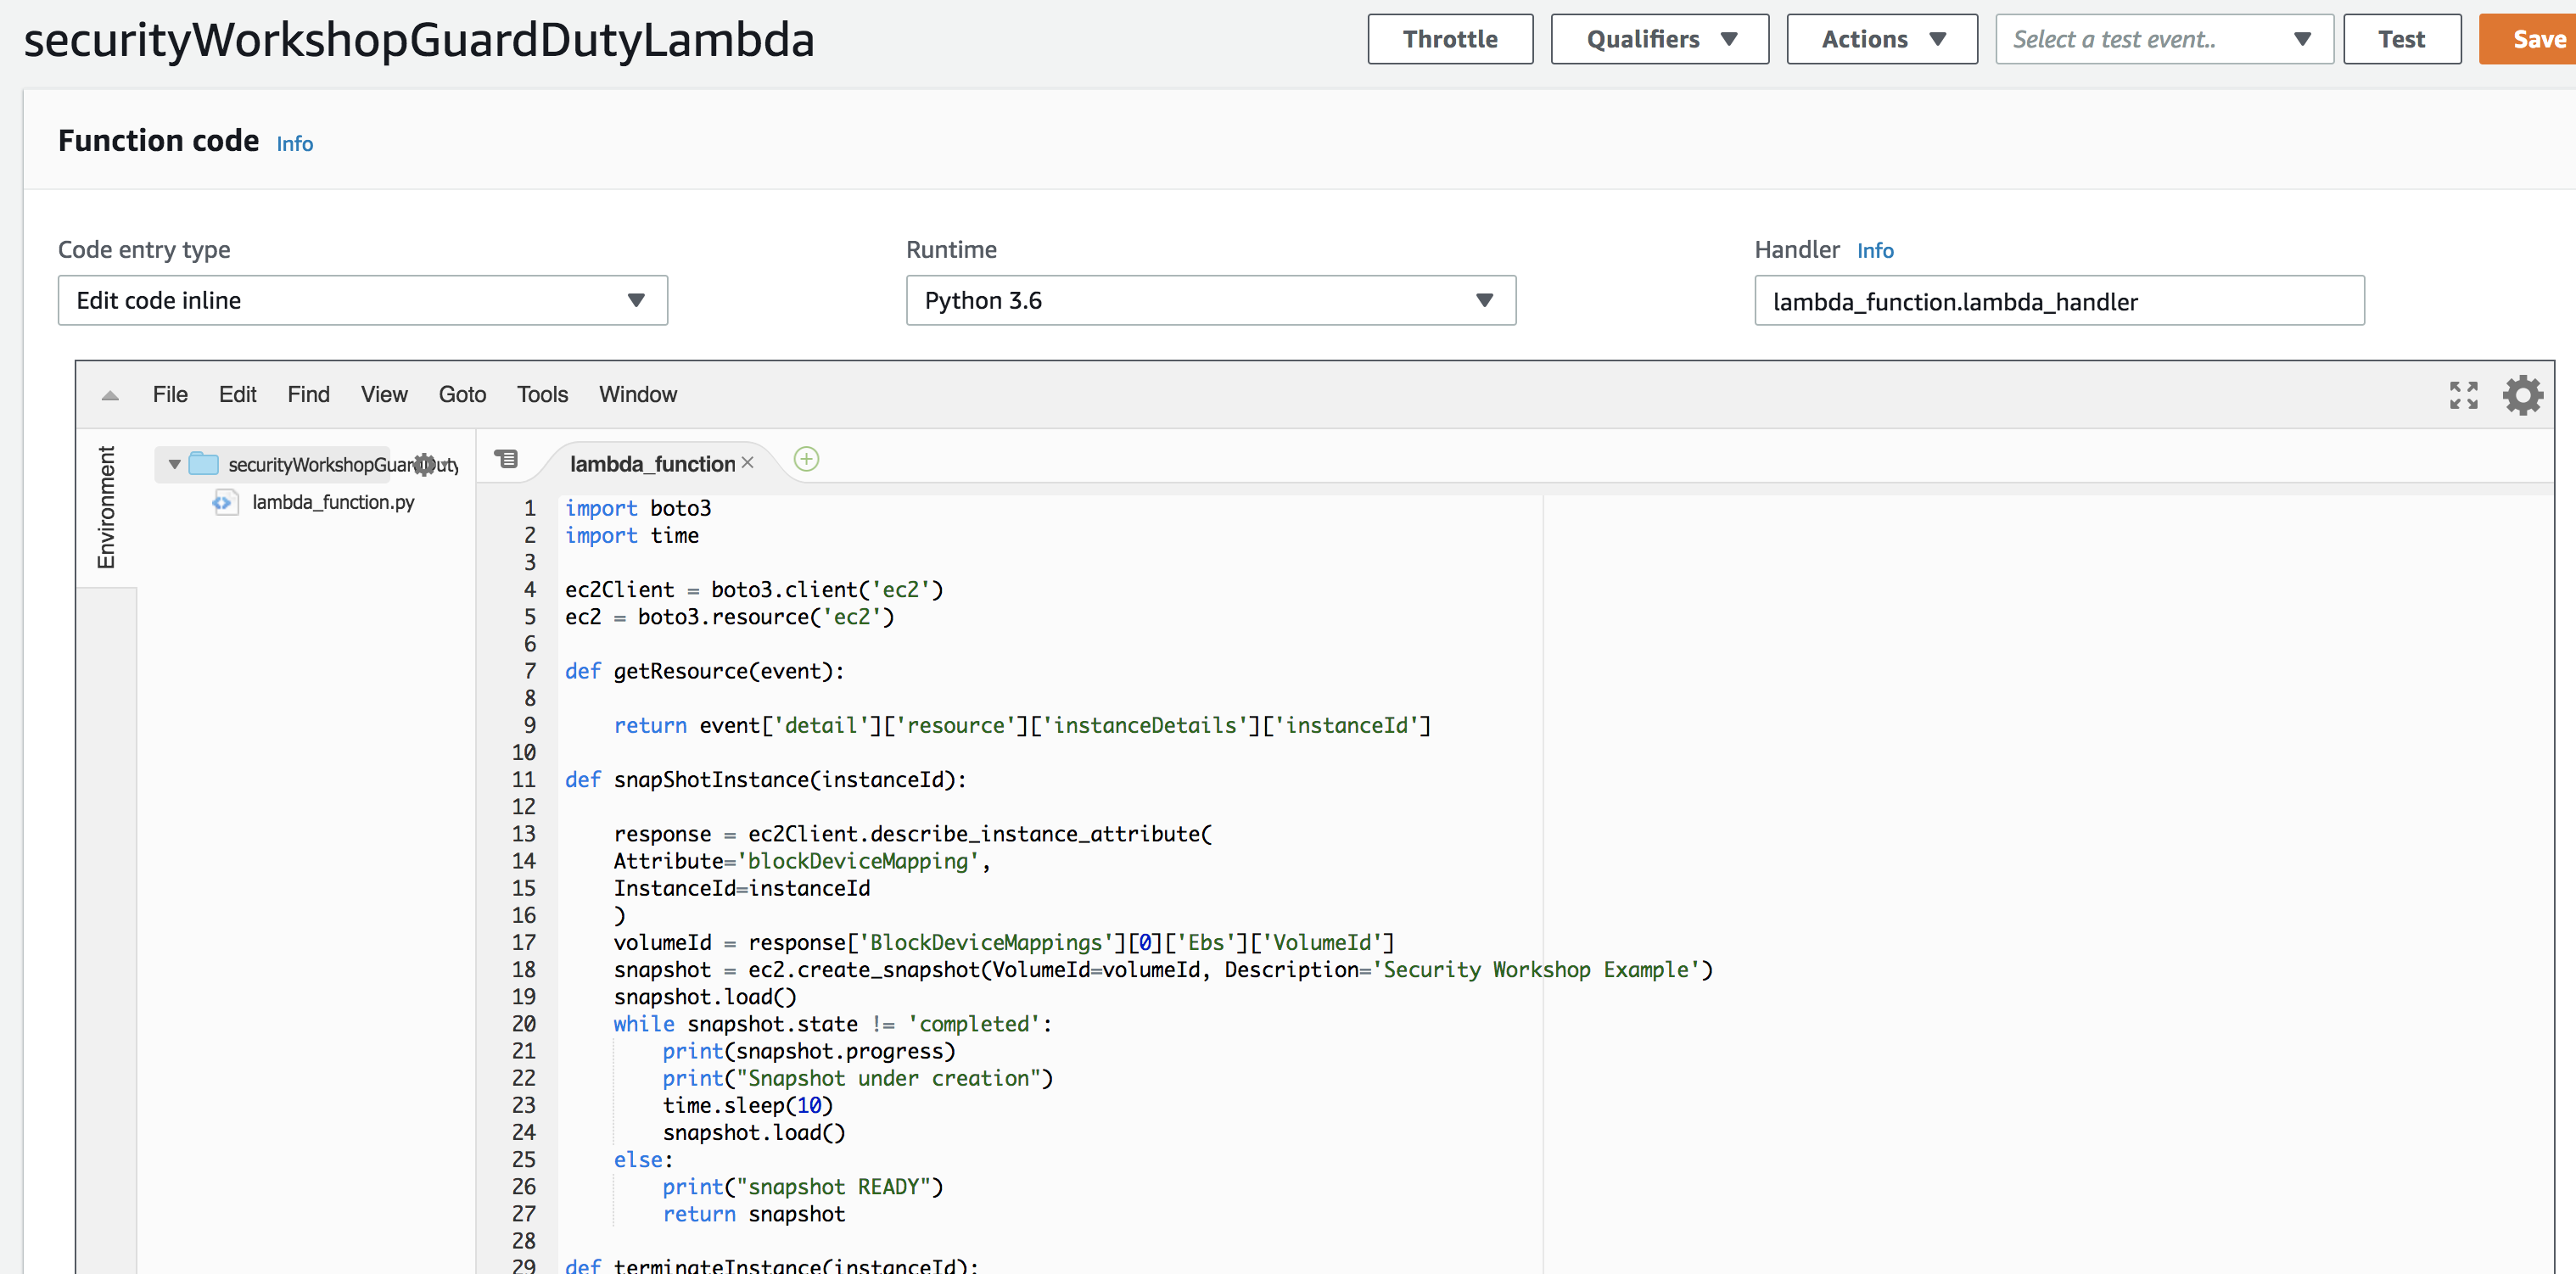 securityWorkshopGuardDutyLambda
Throttle
Qualifiers
Actions
Select a test event..
Test
Save
Function code Info
Code entry type
Runtime
Handler Info
Edit code inline
Python 3.6
lambda_function.lambda_handler
File Edit Find View Goto Tools Window
Environment
securityWorkshopGuardDuty
lambda_function.py
lambda_function
1 import boto3
2 import time
3
4 ec2Client = boto3.client('ec2')
5 ec2 = boto3.resource('ec2')
6
7 def getResource(event):
8
9     return event['detail']['resource']['instanceDetails']['instanceId']
10
11 def snapShotInstance(instanceId):
12
13     response = ec2Client.describe_instance_attribute(
14     Attribute='blockDeviceMapping',
15     InstanceId=instanceId
16     )
17     volumeId = response['BlockDeviceMappings'][0]['Ebs']['VolumeId']
18     snapshot = ec2.create_snapshot(VolumeId=volumeId, Description='Security Workshop Example')
19     snapshot.load()
20     while snapshot.state != 'completed':
21         print(snapshot.progress)
22         print("Snapshot under creation")
23         time.sleep(10)
24         snapshot.load()
25     else:
26         print("snapshot READY")
27         return snapshot
28
29 def terminateInstance(instanceId):